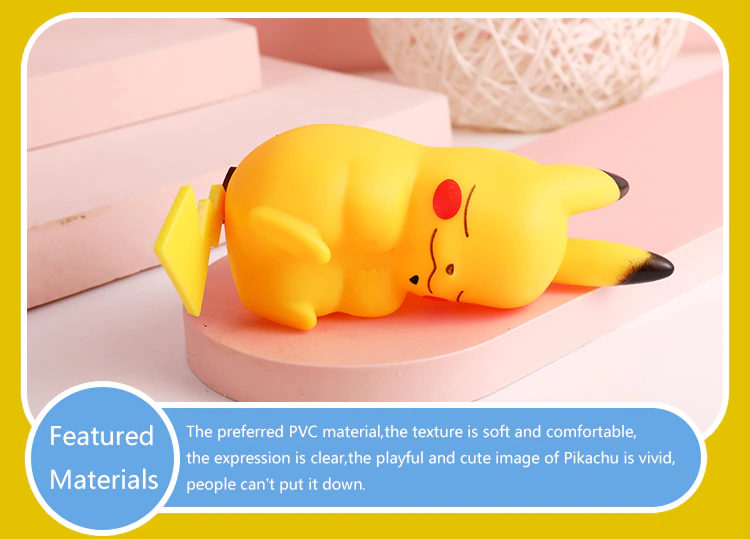 Featured
Materials
The preferred PVC material,the texture is soft and comfortable,
the expression is clear,the playful and cute image of Pikachu is vivid,
people can't put it down.